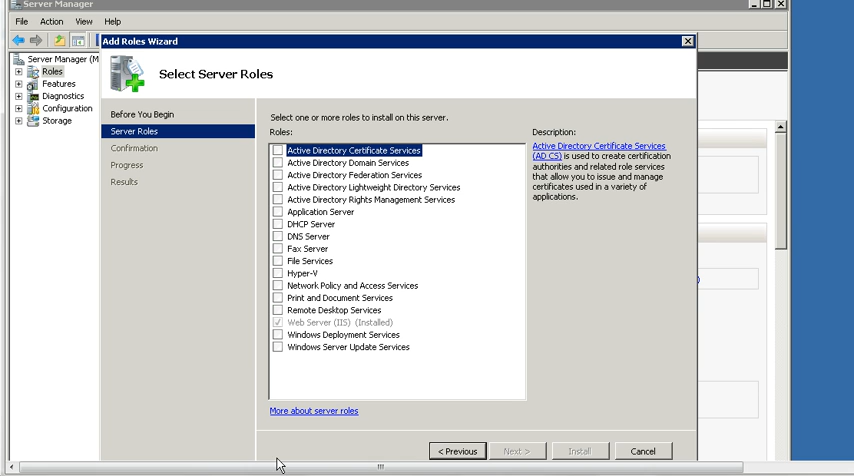 Server Manager
File Action View Help
Server Manager (M
Roles
Features
Diagnostics
Configuration
Storage
Add Roles Wizard
Select Server Roles
Before You Begin
Server Roles
Confirmation
Progress
Results
Select one or more roles to install on this server.
Roles:
Active Directory Certificate Services
Active Directory Domain Services
Active Directory Federation Services
Active Directory Lightweight Directory Services
Active Directory Rights Management Services
Application Server
DHCP Server
DNS Server
Fax Server
File Services
Hyper-V
Network Policy and Access Services
Print and Document Services
Remote Desktop Services
Web Server (IIS) (Installed)
Windows Deployment Services
Windows Server Update Services
More about server roles
Description:
Active Directory Certificate Services
(AD CS) is used to create certification
authorities and related role services
that allow you to issue and manage
certificates used in a variety of
applications.
< Previous Next > Install Cancel